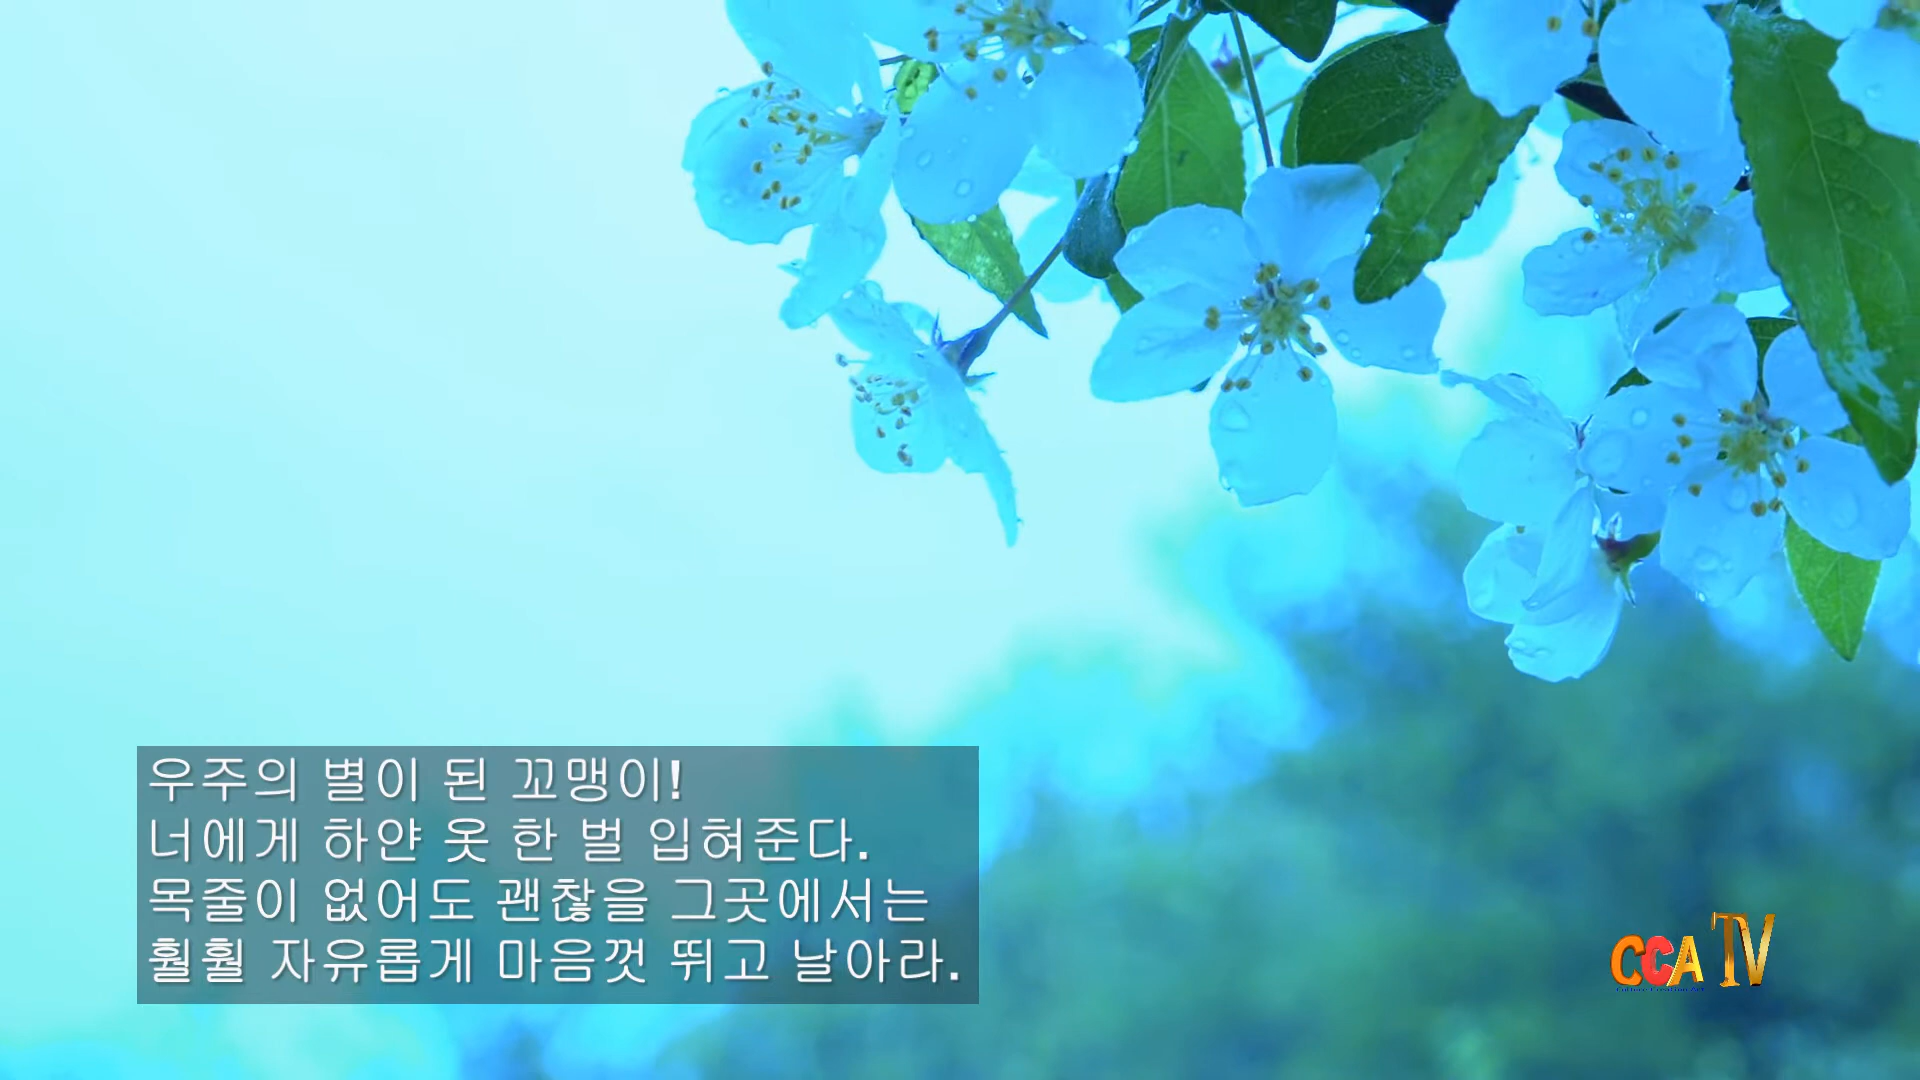 우주의 별이 된 꼬맹이!
너에게 하얀 옷 한 벌 입혀준다.
목줄이 없어도 괜찮을 그곳에서는
훨훨 자유롭게 마음껏 뛰고 날아라.
CCA TV